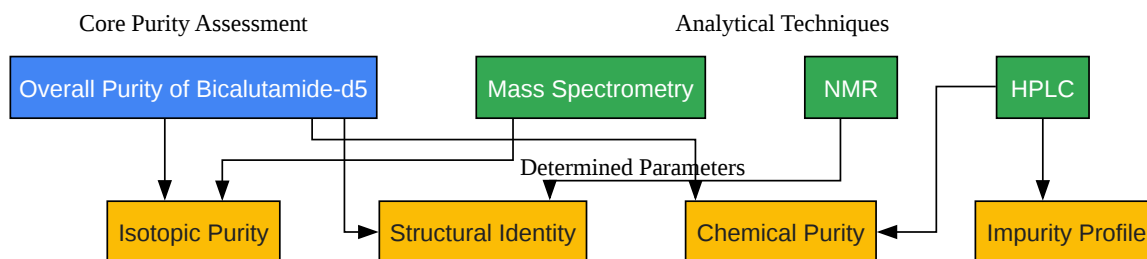 Core Purity Assessment
Analytical Techniques
Overall Purity of Bicalutamide-d5
Mass Spectrometry
NMR
HPLC
Determined Parameters
Isotopic Purity
Structural Identity
Chemical Purity
Impurity Profile